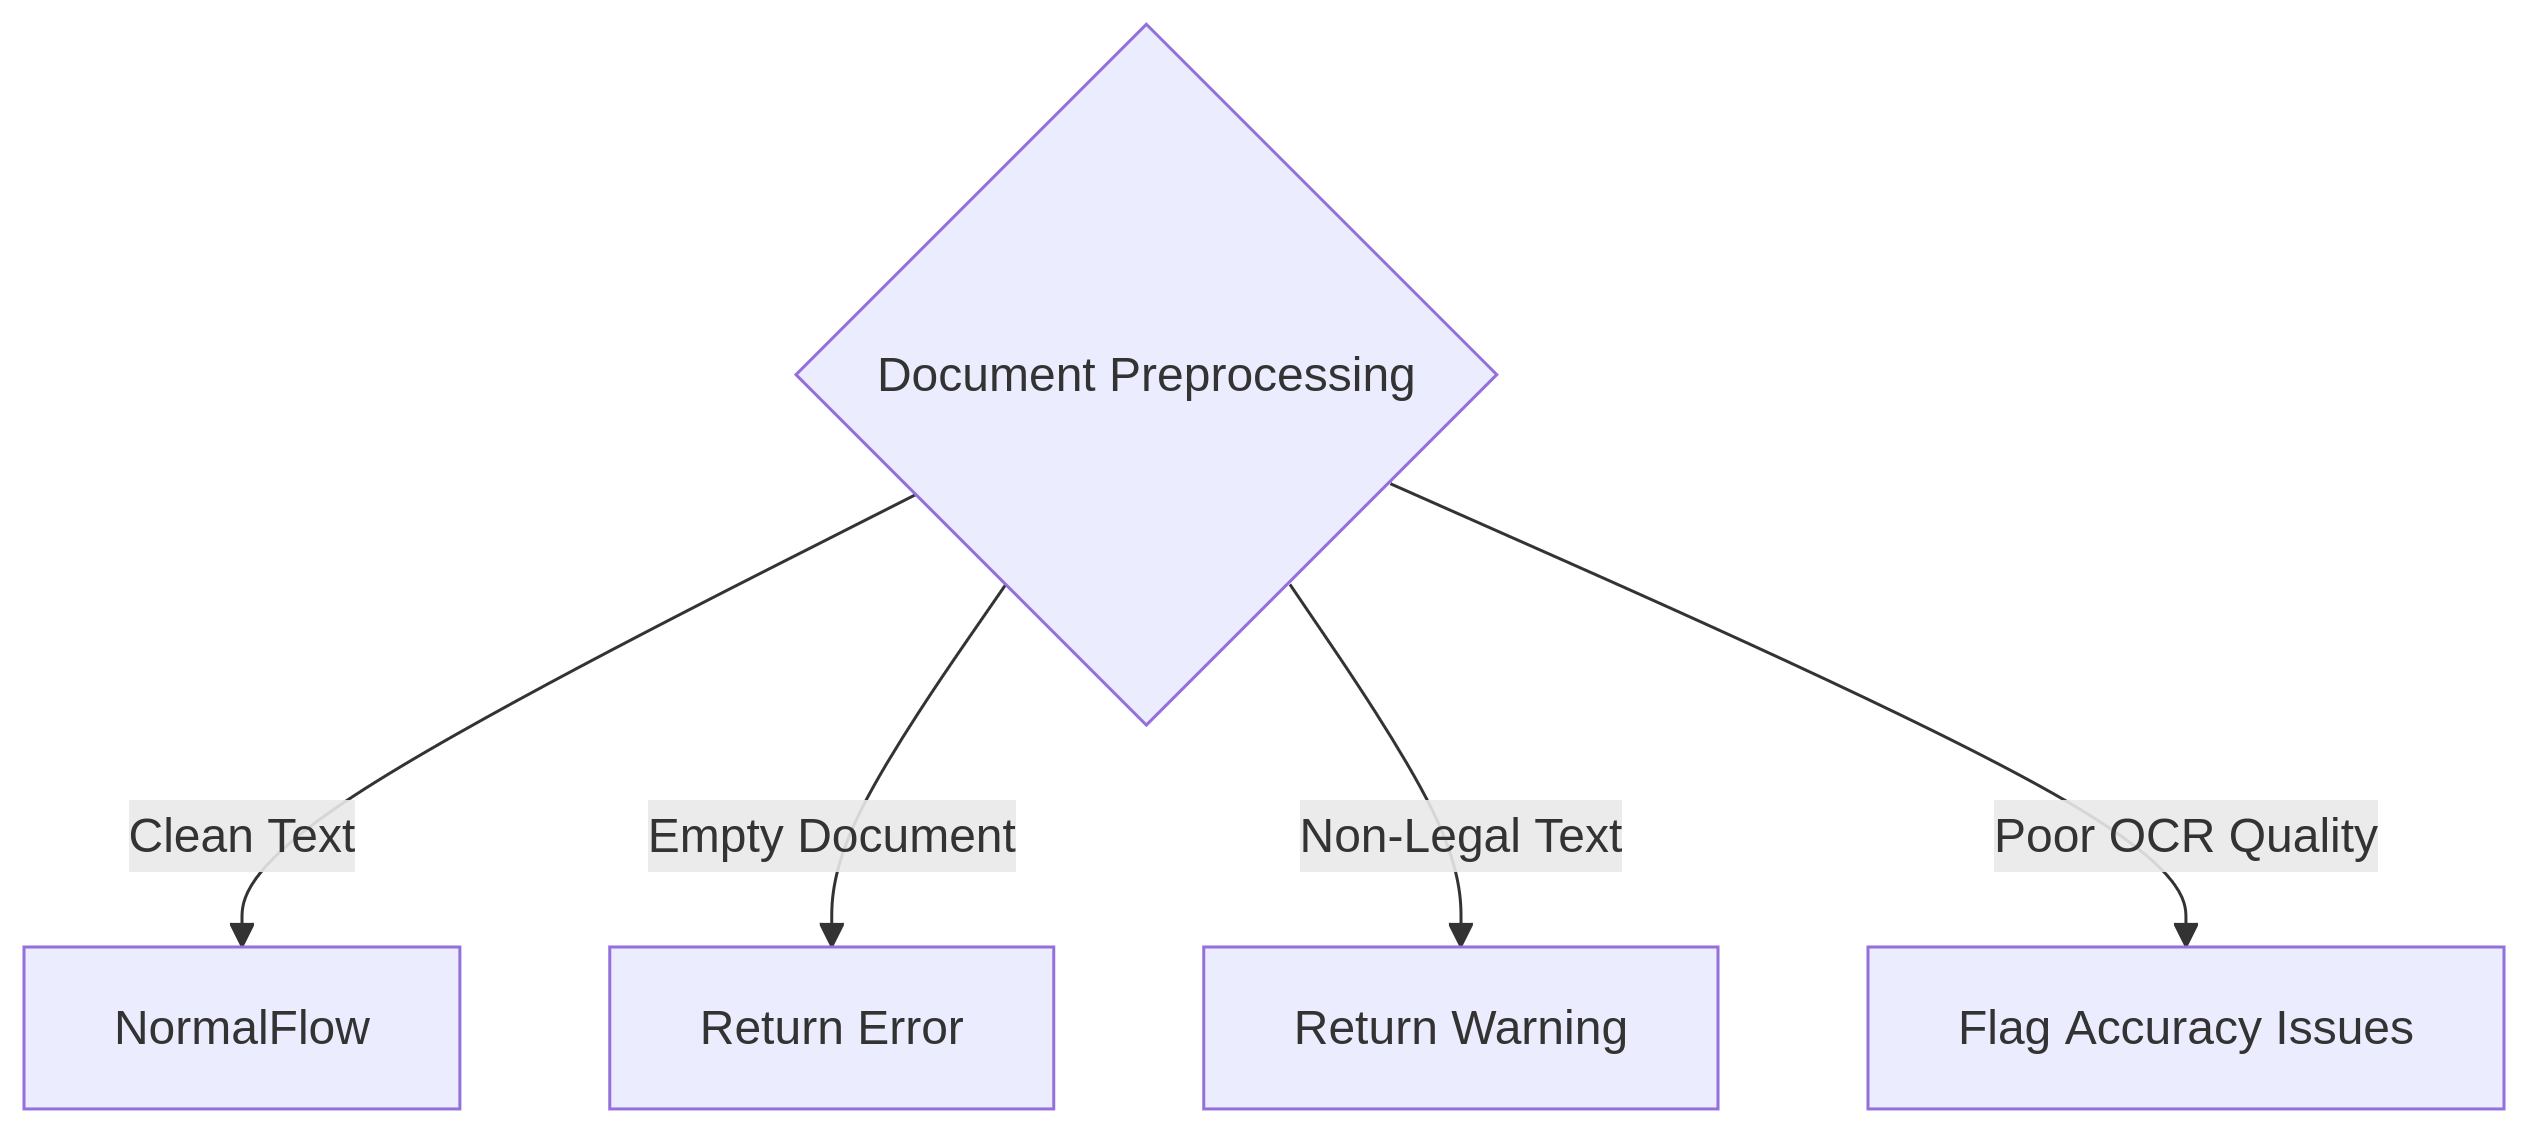 Document Preprocessing
Clean Text
Empty Document
Non-Legal Text
Poor OCR Quality
NormalFlow
Return Error
Return Warning
Flag Accuracy Issues